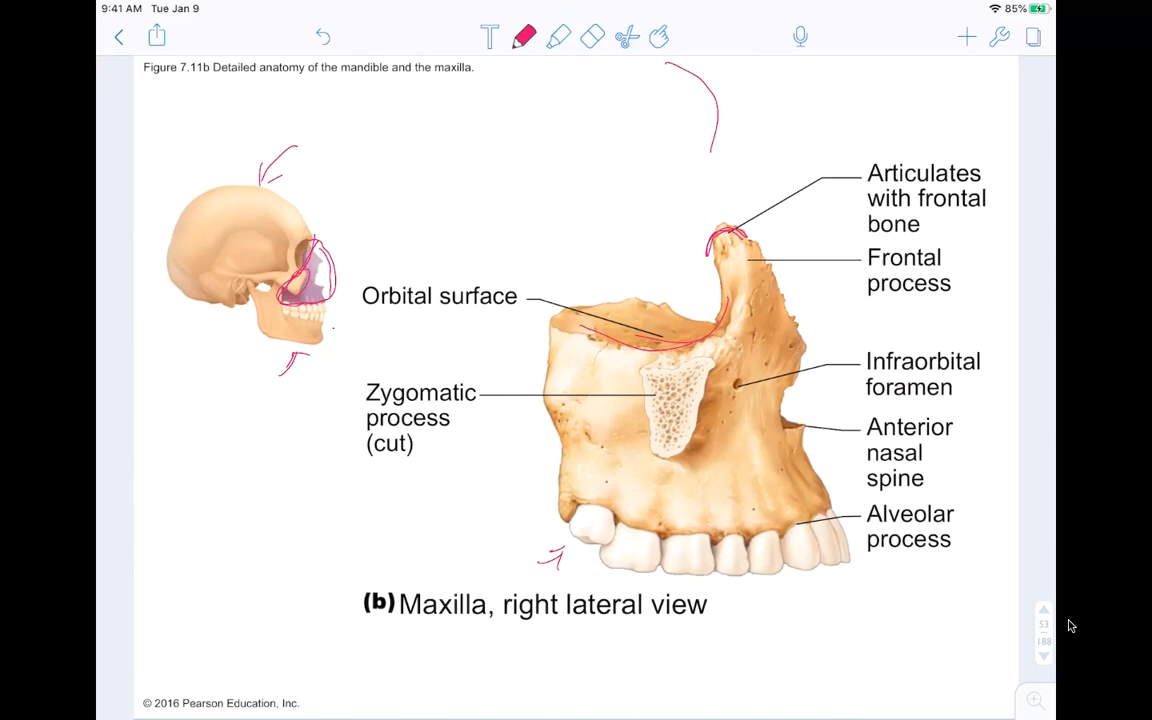 9:41 AM Tue Jan 9
85%
Figure 7.11b Detailed anatomy of the mandible and the maxilla.
Articulates
with frontal
bone
Frontal
process
Orbital surface
Infraorbital
foramen
Zygomatic
process
(cut)
Anterior
nasal
spine
Alveolar
process
(b) Maxilla, right lateral view
53
188
© 2016 Pearson Education, Inc.